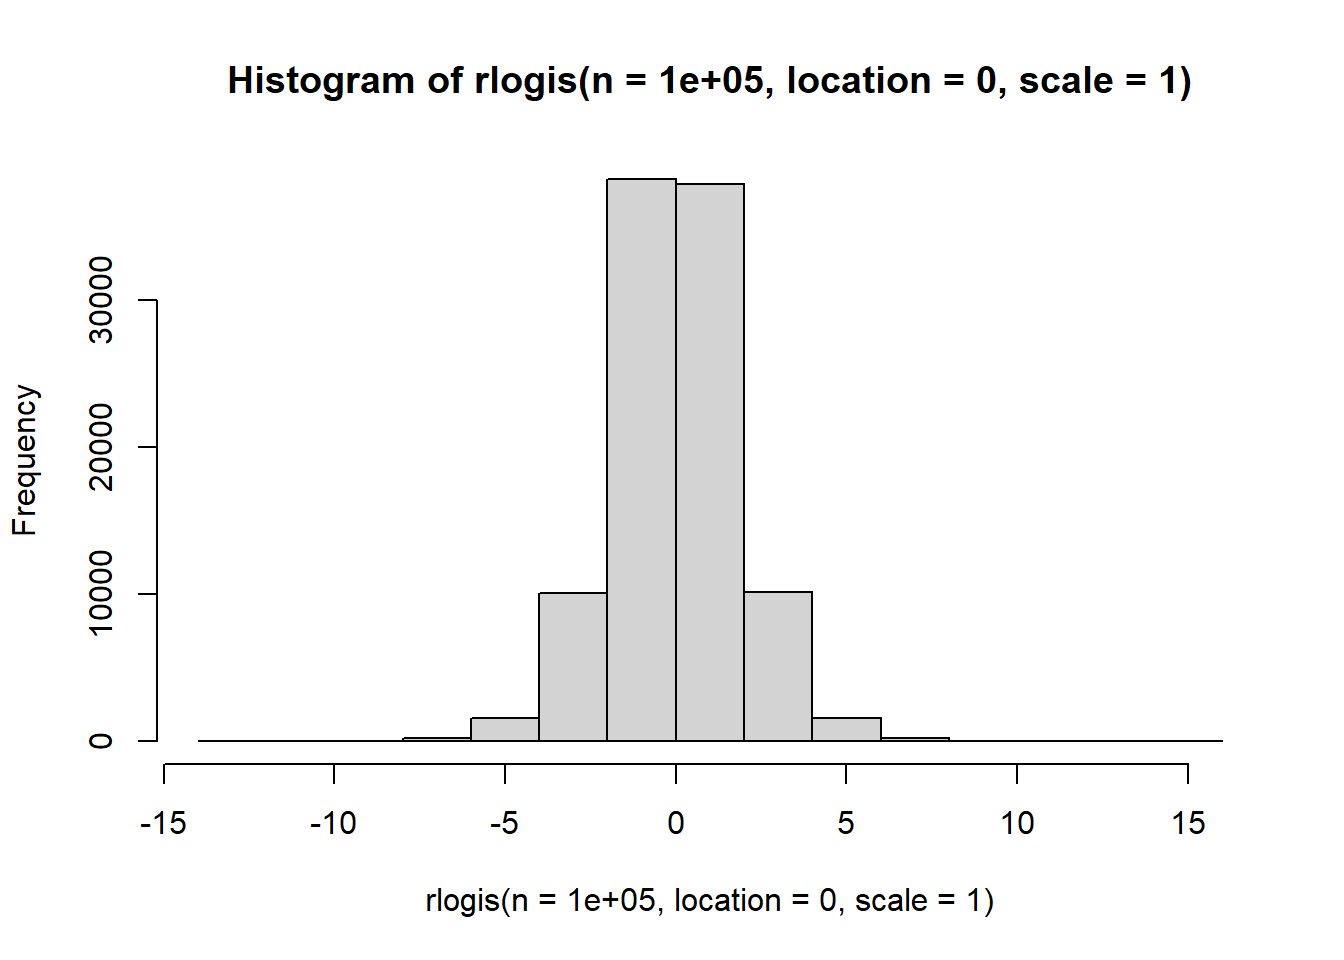 Histogram of rlogis(n = 1e+05, location = 0, scale = 1)
Frequency
30000
20000
10000
0
-15 -10 -5 0 5 10 15
rlogis(n = 1e+05, location = 0, scale = 1)